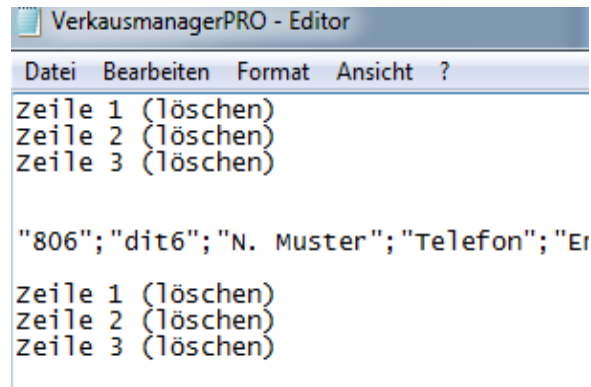 VerkausmanagerPRO - Editor
Datei Bearbeiten Format Ansicht ?
Zeile 1 (löschen)
Zeile 2 (löschen)
Zeile 3 (löschen)
"806";"dit6";"N. Muster";"Telefon";"En
Zeile 1 (löschen)
Zeile 2 (löschen)
Zeile 3 (löschen)